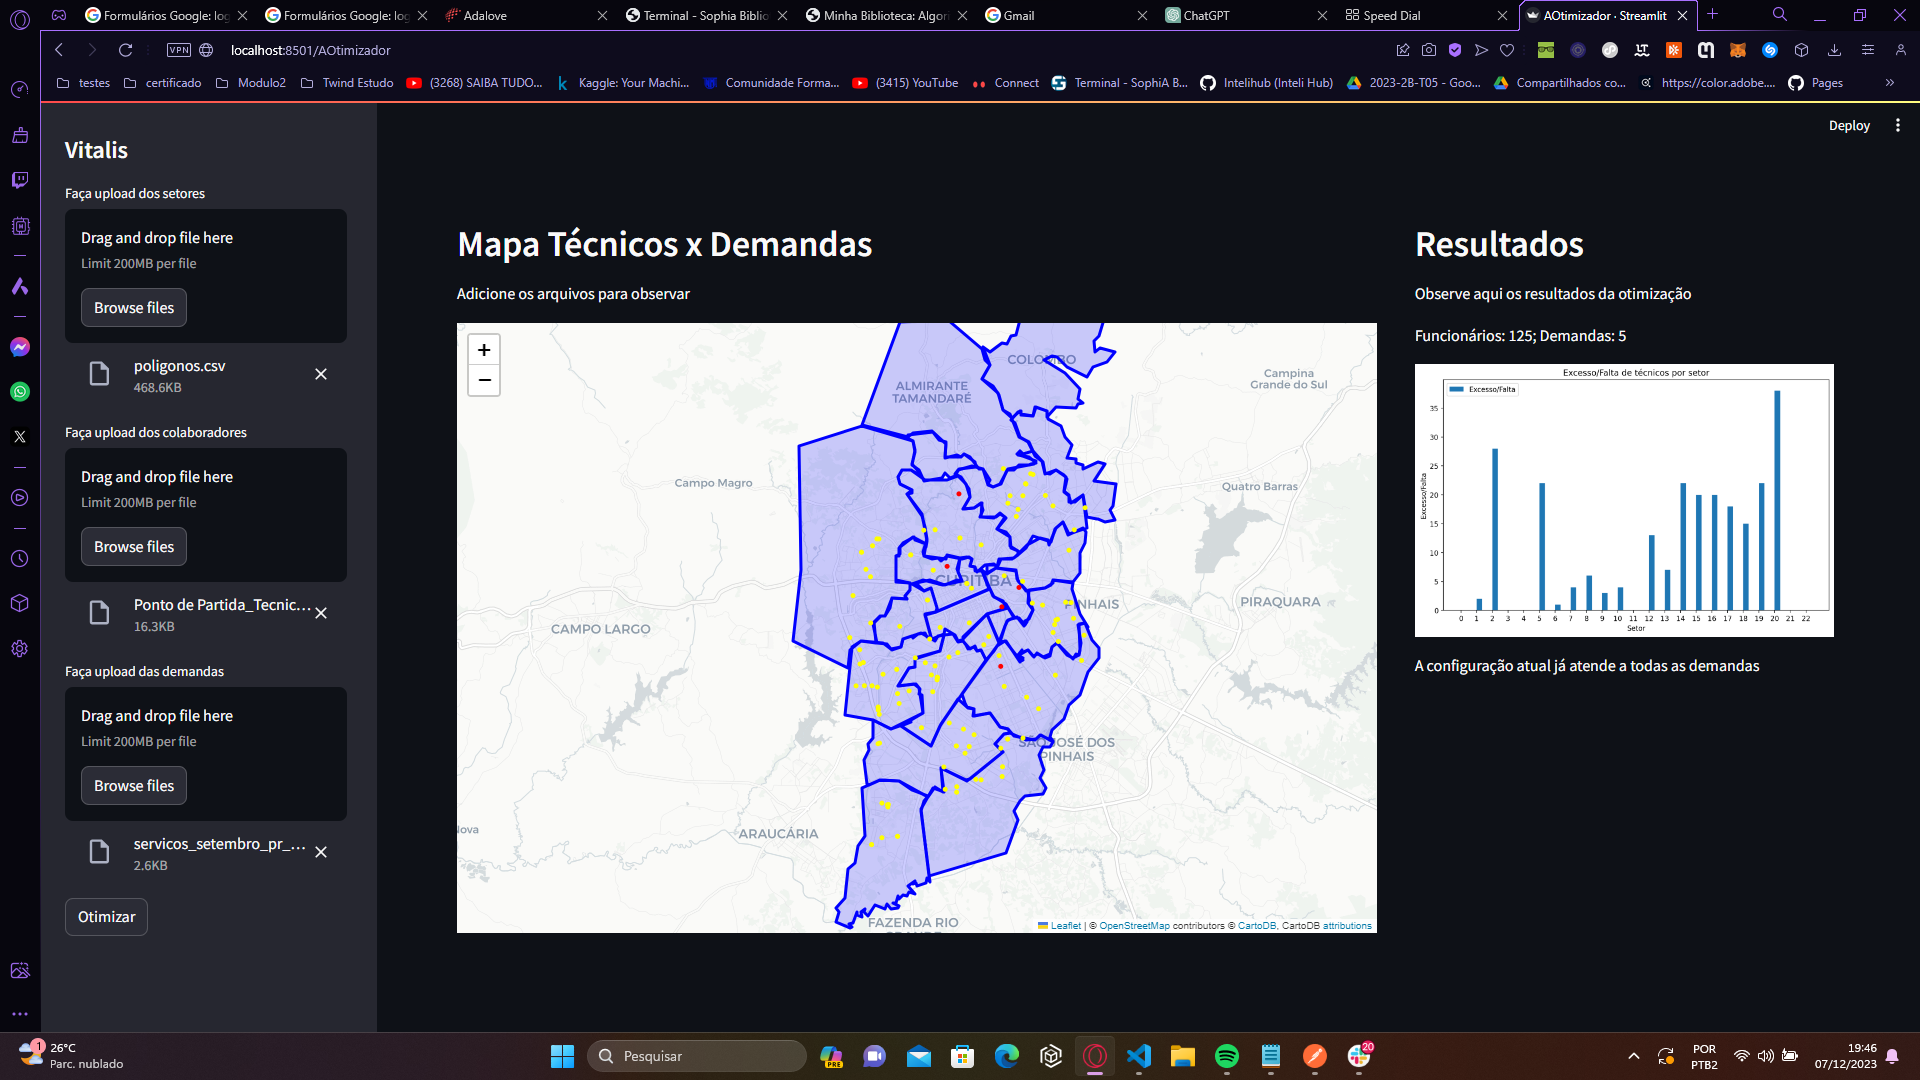 Formulários Google: log
Formulários Google: log
Adalove
Terminal - Sophia Biblio
Minha Biblioteca: Algori
Gmail
ChatGPT
Speed Dial
AOtimizador · Streamlit
VPN
localhost:8501/AOtimizador
testes
certificado
Modulo2
Twind Estudo
(3268) SAIBA TUDO...
Kaggle: Your Machi...
Comunidade Forma...
(3415) YouTube
Connect
Terminal - SophiA B...
Intelihub (Inteli Hub)
2023-2B-T05 - Goo...
Compartilhados co...
https://color.adobe....
Pages
»
Deploy
Vitalis
Faça upload dos setores
Drag and drop file here
Limit 200MB per file
Browse files
poligonos.csv
468.6KB
Faça upload dos colaboradores
Drag and drop file here
Limit 200MB per file
Browse files
Ponto de Partida_Tecnic...
16.3KB
Faça upload das demandas
Drag and drop file here
Limit 200MB per file
Browse files
servicos_setembro_pr_...
2.6KB
Otimizar
Mapa Técnicos x Demandas
Adicione os arquivos para observar
+
−
COLOMBO
ALMIRANTE
TAMANDARÉ
Campina
Grande do Sul
Campo Magro
Quatro Barras
CURITIBA
PINHAIS
PIRAQUARA
CAMPO LARGO
SÃO JOSÉ DOS
PINHAIS
ARAUCÁRIA
FAZENDA RIO
Leaflet | © OpenStreetMap contributors © CartoDB, CartoDB attributions
Resultados
Observe aqui os resultados da otimização
Funcionários: 125; Demandas: 5
Excesso/Falta de técnicos por setor
Excesso/Falta
35
30
25
20
15
10
5
0
Excesso/Falta
0 1 2 3 4 5 6 7 8 9 10 11 12 13 14 15 16 17 18 19 20 21 22
Setor
A configuração atual já atende a todas as demandas
1
26°C
Parc. nublado
Pesquisar
PRE
20
POR
PTB2
19:46
07/12/2023